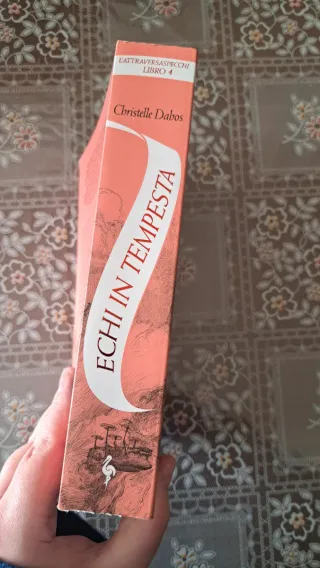 L'ATTRAVERSASPECCHI
LIBRO 4
Christelle Dabos
ECHI IN TEMPESTA